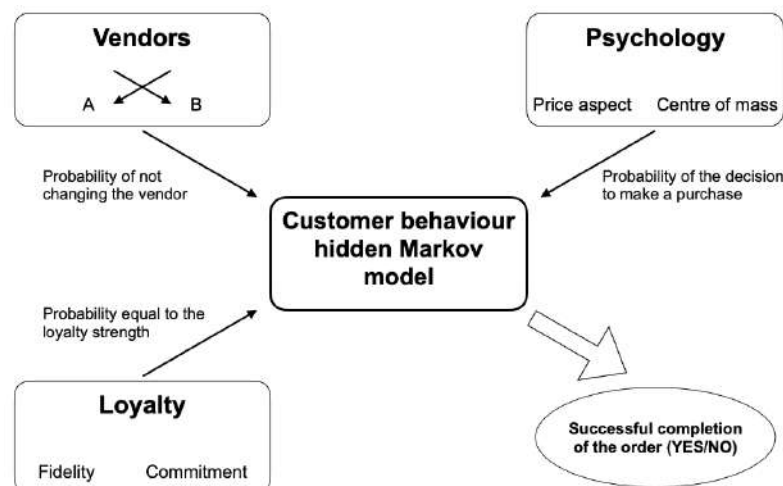 Vendors
A B
Psychology
Price aspect Centre of mass
Probability of not
changing the vendor
Probability of the decision
to make a purchase
Customer behaviour
hidden Markov
model
Probability equal to the
loyalty strength
Loyalty
Fidelity Commitment
Successful completion
of the order (YES/NO)